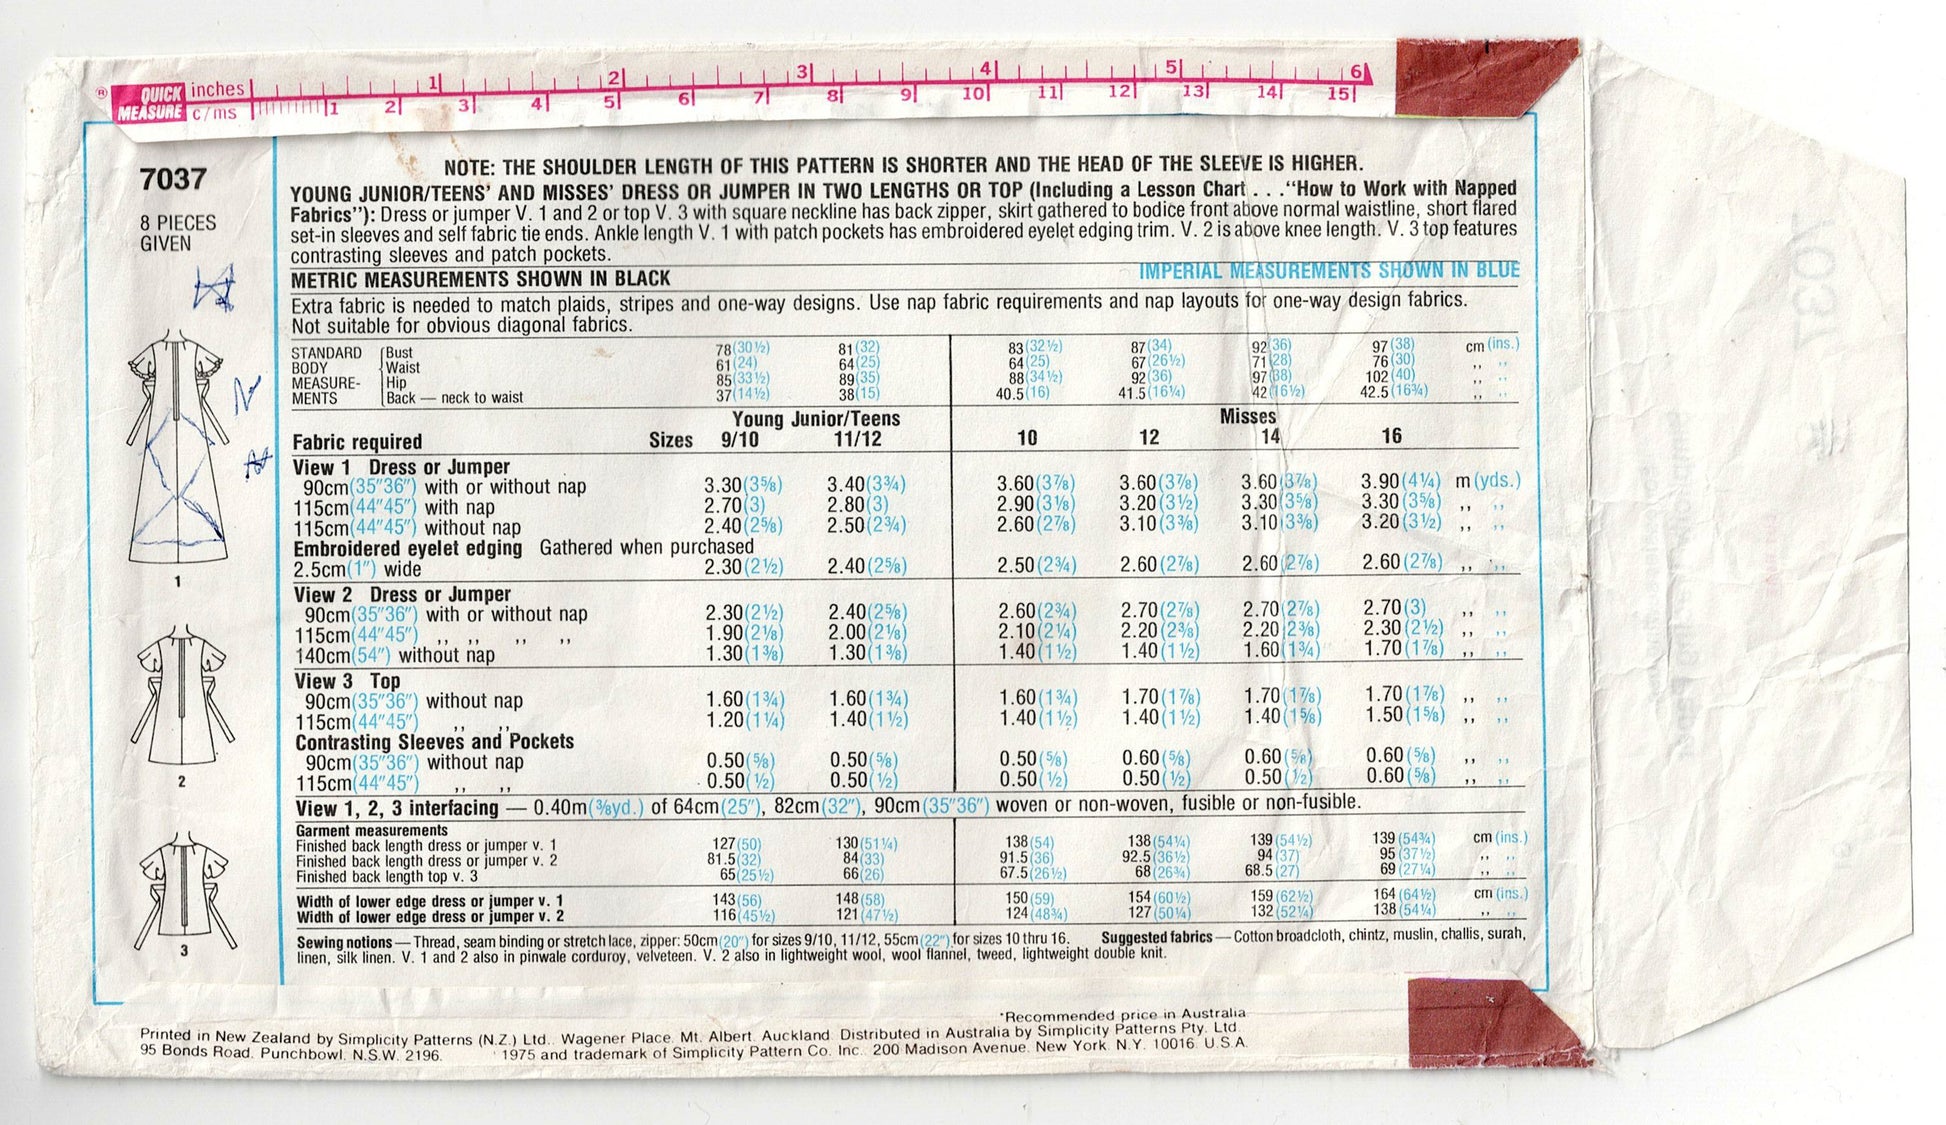 ® QUICK MEASURE inches 1 2 3 4 5 6
c/ms 1 2 3 4 5 6 7 8 9 10 11 12 13 14 15
7037
8 PIECES
GIVEN
1
2
3
NOTE: THE SHOULDER LENGTH OF THIS PATTERN IS SHORTER AND THE HEAD OF THE SLEEVE IS HIGHER.
YOUNG JUNIOR/TEENS' AND MISSES' DRESS OR JUMPER IN TWO LENGTHS OR TOP (Including a Lesson Chart . . ."How to Work with Napped
Fabrics"): Dress or jumper V. 1 and 2 or top V. 3 with square neckline has back zipper, skirt gathered to bodice front above normal waistline, short flared
set-in sleeves and self fabric tie ends. Ankle length V. 1 with patch pockets has embroidered eyelet edging trim. V. 2 is above knee length. V. 3 top features
contrasting sleeves and patch pockets.
METRIC MEASUREMENTS SHOWN IN BLACK IMPERIAL MEASUREMENTS SHOWN IN BLUE
Extra fabric is needed to match plaids, stripes and one-way designs. Use nap fabric requirements and nap layouts for one-way design fabrics.
Not suitable for obvious diagonal fabrics.
STANDARD Bust 78(30½) 81(32) 83(32½) 87(34) 92(36) 97(38) cm(ins.)
BODY Waist 61(24) 64(25) 64(25) 67(26½) 71(28) 76(30) ,, ,,
MEASURE- Hip 85(33½) 89(35) 88(34½) 92(36) 97(38) 102(40) ,, ,,
MENTS Back — neck to waist 37(14½) 38(15) 40.5(16) 41.5(16¼) 42(16½) 42.5(16¾) ,, ,,
Young Junior/Teens Misses
Fabric required Sizes 9/10 11/12 10 12 14 16
View 1 Dress or Jumper
90cm(35"36") with or without nap 3.30(3⅝) 3.40(3¾) 3.60(3⅞) 3.60(3⅞) 3.60(3⅞) 3.90(4¼) m(yds.)
115cm(44"45") with nap 2.70(3) 2.80(3) 2.90(3⅛) 3.20(3½) 3.30(3⅝) 3.30(3⅝) ,, ,,
115cm(44"45") without nap 2.40(2⅝) 2.50(2¾) 2.60(2⅞) 3.10(3⅜) 3.10(3⅜) 3.20(3½) ,, ,,
Embroidered eyelet edging Gathered when purchased
2.5cm(1") wide 2.30(2½) 2.40(2⅝) 2.50(2¾) 2.60(2⅞) 2.60(2⅞) 2.60(2⅞) ,, ,,
View 2 Dress or Jumper
90cm(35"36") with or without nap 2.30(2½) 2.40(2⅝) 2.60(2¾) 2.70(2⅞) 2.70(2⅞) 2.70(3) ,, ,,
115cm(44"45") ,, ,, ,, ,, 1.90(2⅛) 2.00(2⅛) 2.10(2¼) 2.20(2⅜) 2.20(2⅜) 2.30(2½) ,, ,,
140cm(54") without nap 1.30(1⅜) 1.30(1⅜) 1.40(1½) 1.40(1½) 1.60(1¾) 1.70(1⅞) ,, ,,
View 3 Top
90cm(35"36") without nap 1.60(1¾) 1.60(1¾) 1.60(1¾) 1.70(1⅞) 1.70(1⅞) 1.70(1⅞) ,, ,,
115cm(44"45") ,, ,, 1.20(1¼) 1.40(1½) 1.40(1½) 1.40(1½) 1.40(1⅝) 1.50(1⅝) ,, ,,
Contrasting Sleeves and Pockets
90cm(35"36") without nap 0.50(⅝) 0.50(⅝) 0.50(⅝) 0.60(⅝) 0.60(⅝) 0.60(⅝) ,, ,,
115cm(44"45") ,, ,, 0.50(½) 0.50(½) 0.50(½) 0.50(½) 0.50(½) 0.60(⅝) ,, ,,
View 1, 2, 3 interfacing — 0.40m(⅜yd.) of 64cm(25"), 82cm(32"), 90cm(35"36") woven or non-woven, fusible or non-fusible.
Garment measurements
Finished back length dress or jumper v. 1 127(50) 130(51¼) 138(54) 138(54¼) 139(54½) 139(54¾) cm(ins.)
Finished back length dress or jumper v. 2 81.5(32) 84(33) 91.5(36) 92.5(36½) 94(37) 95(37½) ,, ,,
Finished back length top v. 3 65(25½) 66(26) 67.5(26½) 68(26¾) 68.5(27) 69(27¼) ,, ,,
Width of lower edge dress or jumper v. 1 143(56) 148(58) 150(59) 154(60½) 159(62½) 164(64½) cm(ins.)
Width of lower edge dress or jumper v. 2 116(45½) 121(47½) 124(48¾) 127(50¼) 132(52¼) 138(54¼) ,, ,,
Sewing notions — Thread, seam binding or stretch lace, zipper: 50cm(20") for sizes 9/10, 11/12, 55cm(22") for sizes 10 thru 16. Suggested fabrics — Cotton broadcloth, chintz, muslin, challis, surah,
linen, silk linen. V. 1 and 2 also in pinwale corduroy, velveteen. V. 2 also in lightweight wool, wool flannel, tweed, lightweight double knit.
*Recommended price in Australia
Printed in New Zealand by Simplicity Patterns (N.Z.) Ltd., Wagener Place, Mt. Albert, Auckland. Distributed in Australia by Simplicity Patterns Pty. Ltd.
95 Bonds Road, Punchbowl, N.S.W. 2196. 1975 and trademark of Simplicity Pattern Co. Inc. 200 Madison Avenue, New York, N.Y. 10016 U.S.A.
7037